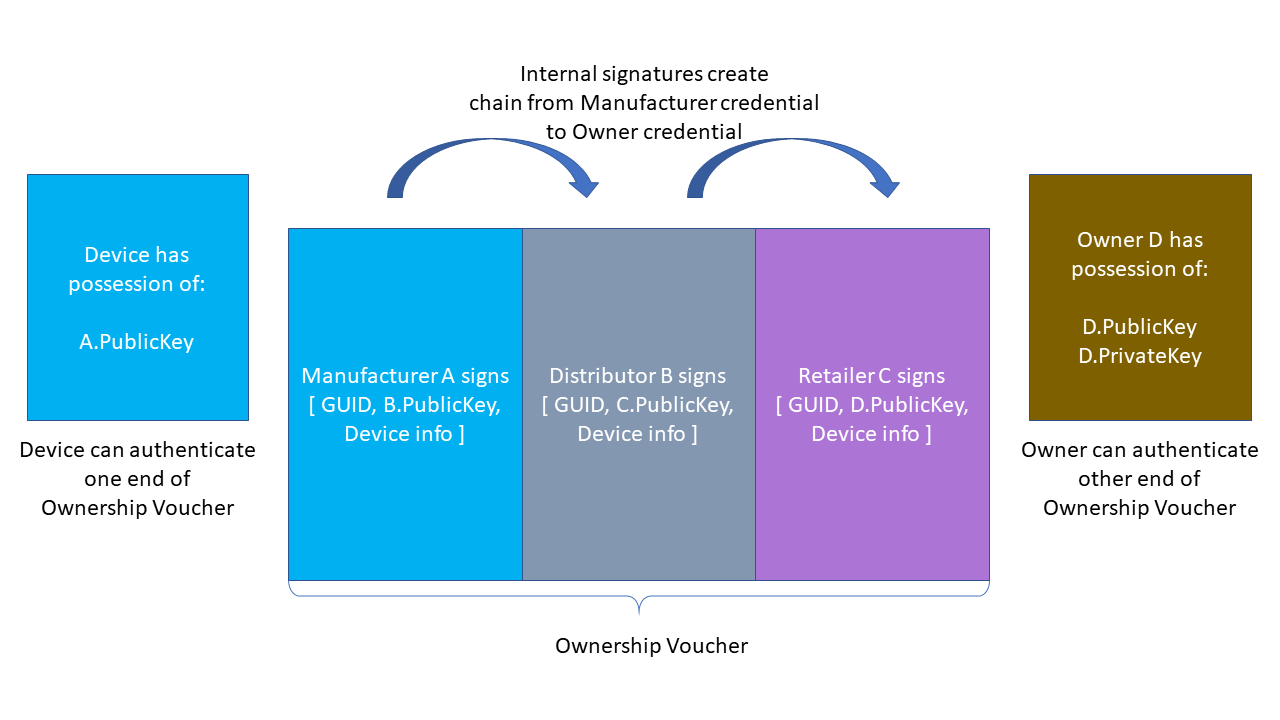 Internal signatures create
chain from Manufacturer credential
to Owner credential
Device has
possession of:
A.PublicKey
Device can authenticate
one end of
Ownership Voucher
Manufacturer A signs
[ GUID, B.PublicKey,
Device info ]
Distributor B signs
[ GUID, C.PublicKey,
Device info ]
Retailer C signs
[ GUID, D.PublicKey,
Device info ]
Owner D has
possession of:
D.PublicKey
D.PrivateKey
Owner can authenticate
other end of
Ownership Voucher
Ownership Voucher